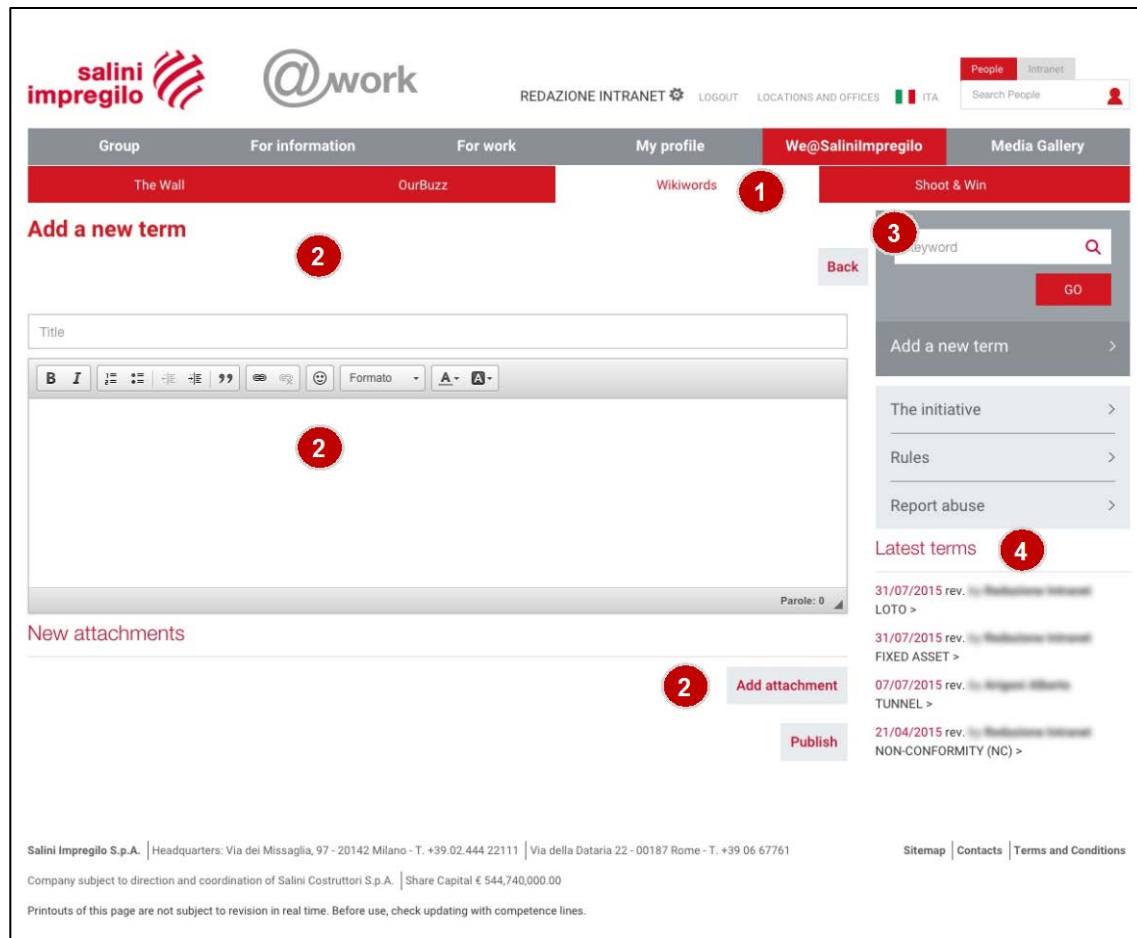 salini
impregilo
@work
REDAZIONE INTRANET LOGOUT LOCATIONS AND OFFICES ITA
People Intranet
Search People
Group For information For work My profile We@SaliniImpregilo Media Gallery
The Wall OurBuzz Wikiwords 1 Shoot & Win
Add a new term
2
Back
3
eyword
GO
Add a new term >
Title
B I Formato A A
2
Parole: 0
The initiative >
Rules >
Report abuse >
Latest terms 4
31/07/2015 rev.
LOTO >
31/07/2015 rev.
FIXED ASSET >
07/07/2015 rev.
TUNNEL >
21/04/2015 rev.
NON-CONFORMITY (NC) >
New attachments
2 Add attachment
Publish
Salini Impregilo S.p.A. | Headquarters: Via dei Missaglia, 97 - 20142 Milano - T. +39.02.444 22111 | Via della Dataria 22 - 00187 Rome - T. +39 06 67761
Sitemap | Contacts | Terms and Conditions
Company subject to direction and coordination of Salini Costruttori S.p.A. | Share Capital € 544,740,000.00
Printouts of this page are not subject to revision in real time. Before use, check updating with competence lines.